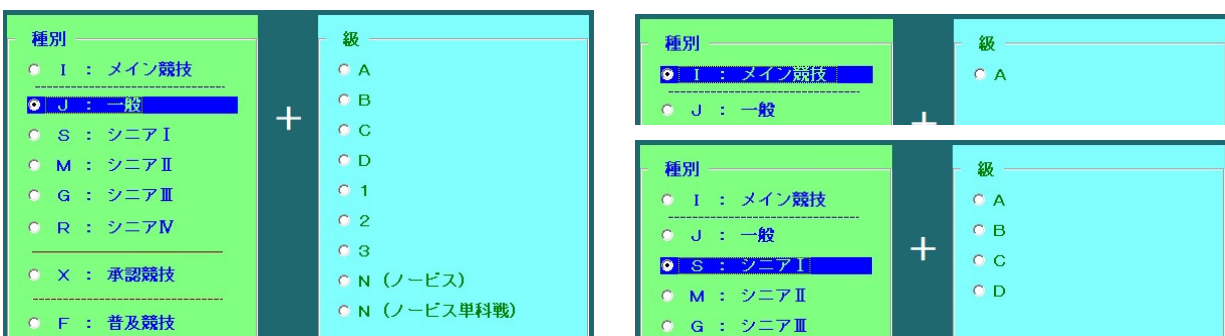 種別
I : メイン競技
J : 一般
S : シニアⅠ
M : シニアⅡ
G : シニアⅢ
R : シニアⅣ
X : 承認競技
F : 普及競技
+
級
A
B
C
D
1
2
3
N (ノービス)
N (ノービス単科戦)
種別
I : メイン競技
J : 一般
+
級
A
種別
I : メイン競技
J : 一般
S : シニアⅠ
M : シニアⅡ
G : シニアⅢ
+
級
A
B
C
D